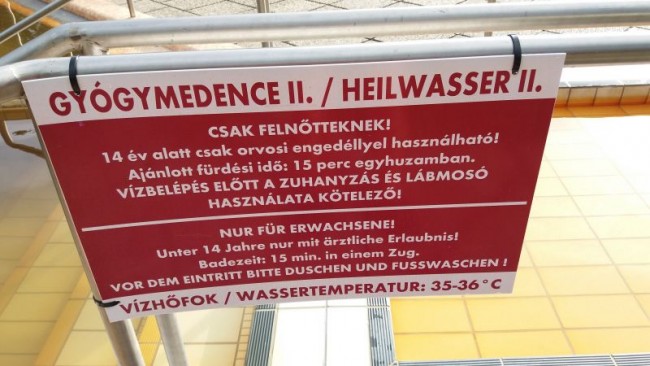 GYÓGYMEDENCE II. / HEILWASSER II.
CSAK FELNŐTTEKNEK!
14 év alatt csak orvosi engedéllyel használható!
Ajánlott fürdési idő: 15 perc egyhuzamban.
VÍZBELÉPÉS ELŐTT A ZUHANYZÁS ÉS LÁBMOSÓ
HASZNÁLATA KÖTELEZŐ!
NUR FÜR ERWACHSENE!
Unter 14 Jahre nur mit ärztliche Erlaubnis!
Badezeit: 15 min. in einem Zug.
VOR DEM EINTRITT BITTE DUSCHEN UND FUSSWASCHEN !
VÍZHŐFOK / WASSERTEMPERATUR: 35-36°C